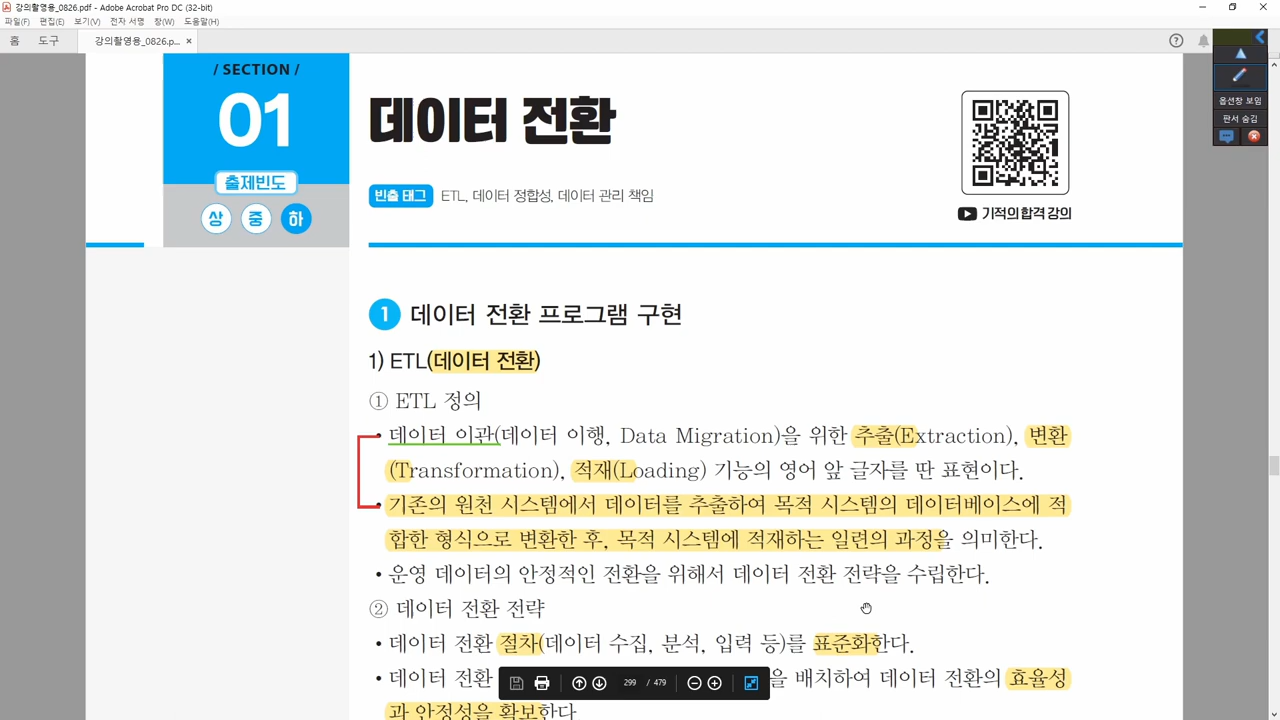 강의촬영용_0826.pdf - Adobe Acrobat Pro DC (32-bit)
파일(F) 편집(E) 보기(V) 전자 서명 창(W) 도움말(H)
홈 도구 강의촬영용_0826.p... ×
옵션창 보임
판서 숨김
/ SECTION /
01
출제빈도
상 중 하
데이터 전환
빈출 태그 ETL, 데이터 정합성, 데이터 관리 책임
기적의 합격 강의
1 데이터 전환 프로그램 구현
1) ETL(데이터 전환)
① ETL 정의
• 데이터 이관(데이터 이행, Data Migration)을 위한 추출(Extraction), 변환
(Transformation), 적재(Loading) 기능의 영어 앞 글자를 딴 표현이다.
• 기존의 원천 시스템에서 데이터를 추출하여 목적 시스템의 데이터베이스에 적
합한 형식으로 변환한 후, 목적 시스템에 적재하는 일련의 과정을 의미한다.
• 운영 데이터의 안정적인 전환을 위해서 데이터 전환 전략을 수립한다.
② 데이터 전환 전략
• 데이터 전환 절차(데이터 수집, 분석, 입력 등)를 표준화한다.
• 데이터 전환 을 배치하여 데이터 전환의 효율성
299 / 479
과 안정성을 확보한다